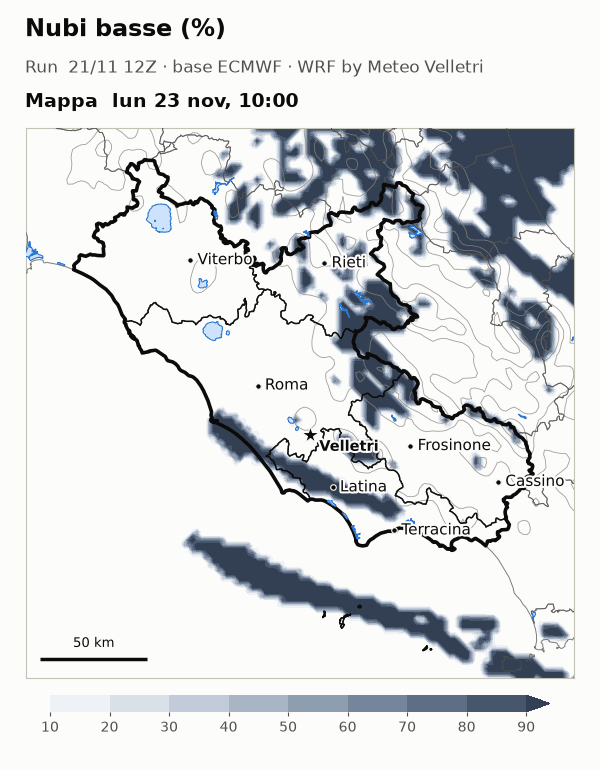 Nubi basse (%)
Run 21/11 12Z · base ECMWF · WRF by Meteo Velletri
Mappa lun 23 nov, 10:00
Viterbo
Rieti
Roma
Velletri
Frosinone
Latina
Cassino
Terracina
50 km
10 20 30 40 50 60 70 80 90